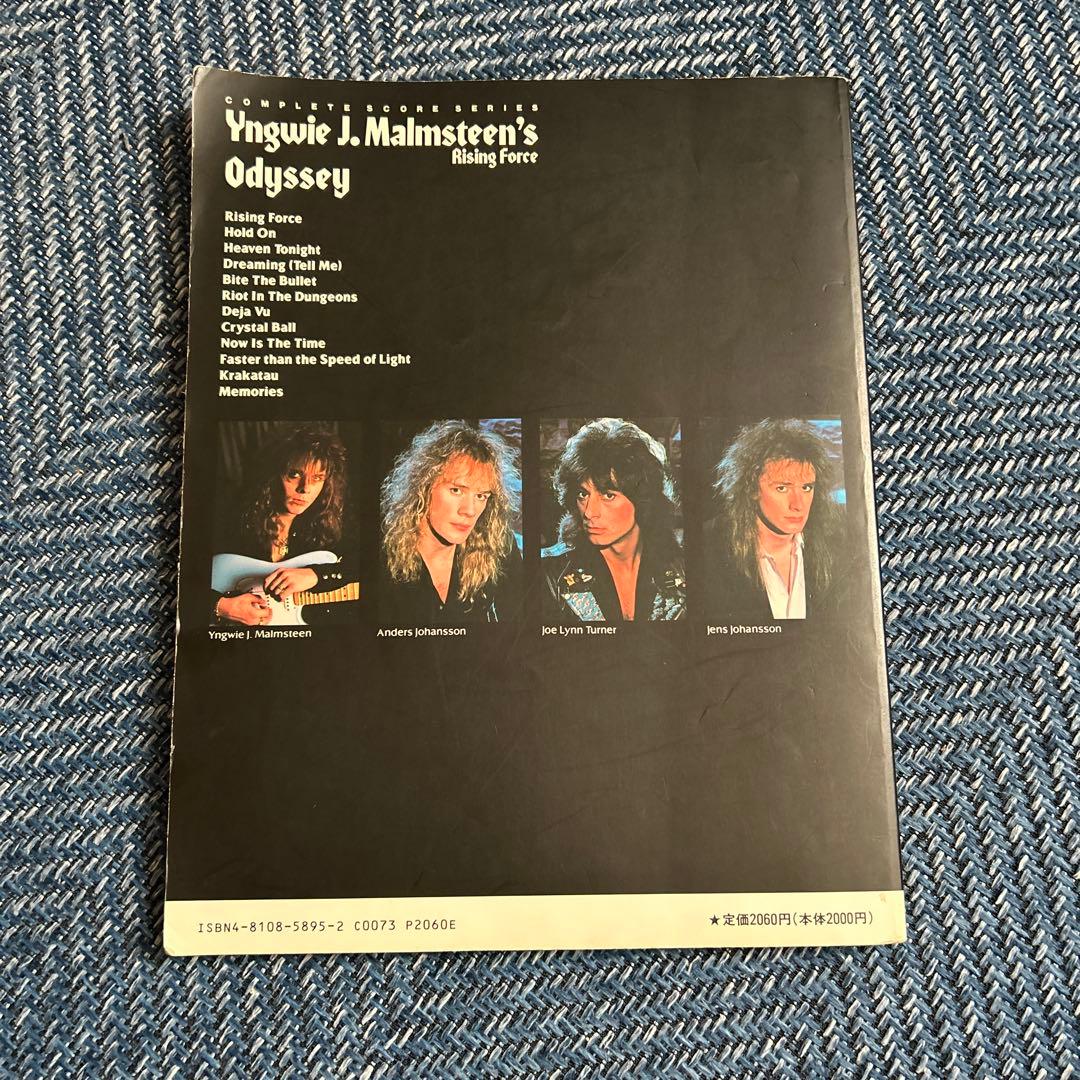 COMPLETE SCORE SERIES
Yngwie J. Malmsteen's
Rising Force
Odyssey
Rising Force
Hold On
Heaven Tonight
Dreaming (Tell Me)
Bite The Bullet
Riot In The Dungeons
Deja Vu
Crystal Ball
Now Is The Time
Faster than the Speed of Light
Krakatau
Memories
Yngwie J. Malmsteen
Anders Johansson
Joe Lynn Turner
Jens Johansson
ISBN4-8108-5895-2 C0073 P2060E
★定価2060円(本体2000円)